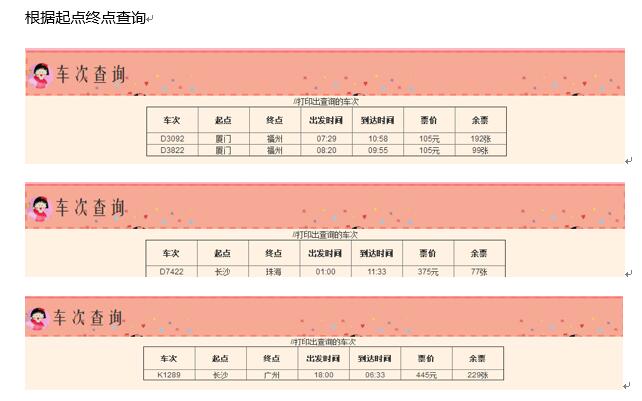 根据起点终点查询
车次查询
//打印出查询的车次
车次 起点 终点 出发时间 到达时间 票价 余票
D3092 厦门 福州 07:29 10:58 105元 192张
D3822 厦门 福州 08:20 09:55 105元 99张
车次查询
//打印出查询的车次
车次 起点 终点 出发时间 到达时间 票价 余票
D7422 长沙 珠海 01:00 11:33 375元 77张
车次查询
//打印出查询的车次
车次 起点 终点 出发时间 到达时间 票价 余票
K1289 长沙 广州 18:00 06:33 445元 229张